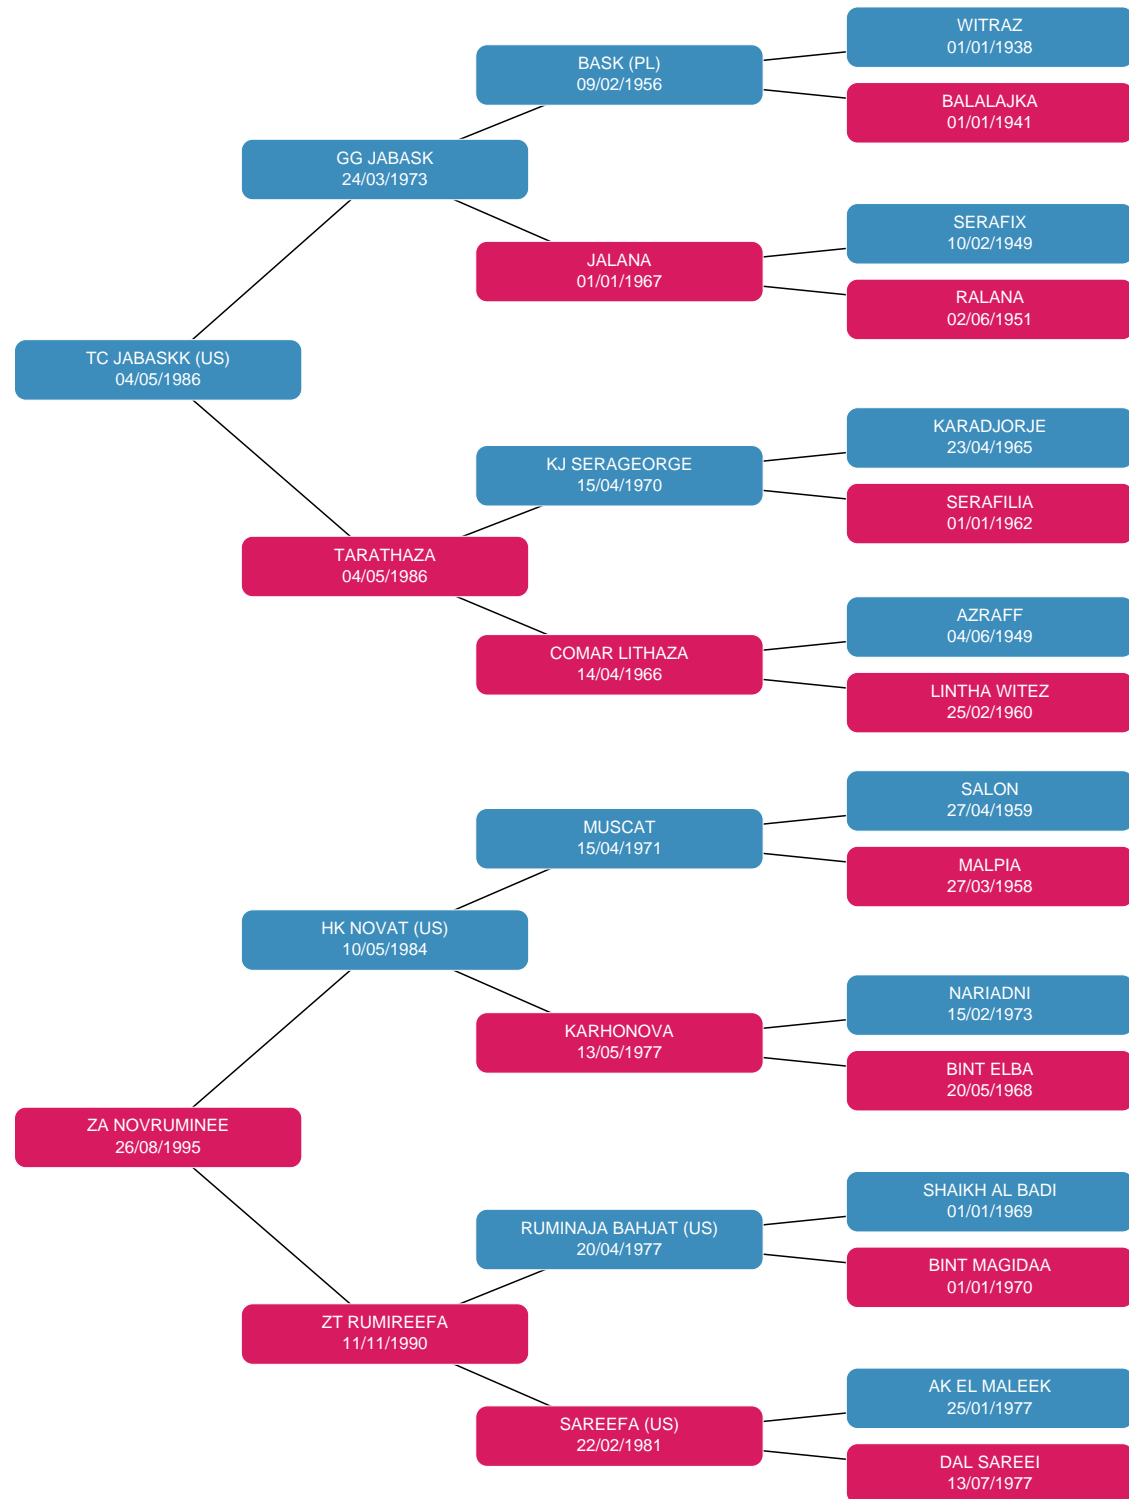 WITRAZ
01/01/1938
BASK (PL)
09/02/1956
BALALAJKA
01/01/1941
GG JABASK
24/03/1973
SERAFIX
10/02/1949
JALANA
01/01/1967
RALANA
02/06/1951
TC JABASKK (US)
04/05/1986
KARADJORJE
23/04/1965
KJ SERAGEORGE
15/04/1970
SERAFILIA
01/01/1962
TARATHAZA
04/05/1986
AZRAFF
04/06/1949
COMAR LITHAZA
14/04/1966
LINTHA WITEZ
25/02/1960
SALON
27/04/1959
MUSCAT
15/04/1971
MALPIA
27/03/1958
HK NOVAT (US)
10/05/1984
NARIADNI
15/02/1973
KARHONOVA
13/05/1977
BINT ELBA
20/05/1968
ZA NOVRUMINEE
26/08/1995
SHAIKH AL BADI
01/01/1969
RUMINAJA BAHJAT (US)
20/04/1977
BINT MAGIDAA
01/01/1970
ZT RUMIREEFA
11/11/1990
AK EL MALEEK
25/01/1977
SAREEFA (US)
22/02/1981
DAL SAREEI
13/07/1977